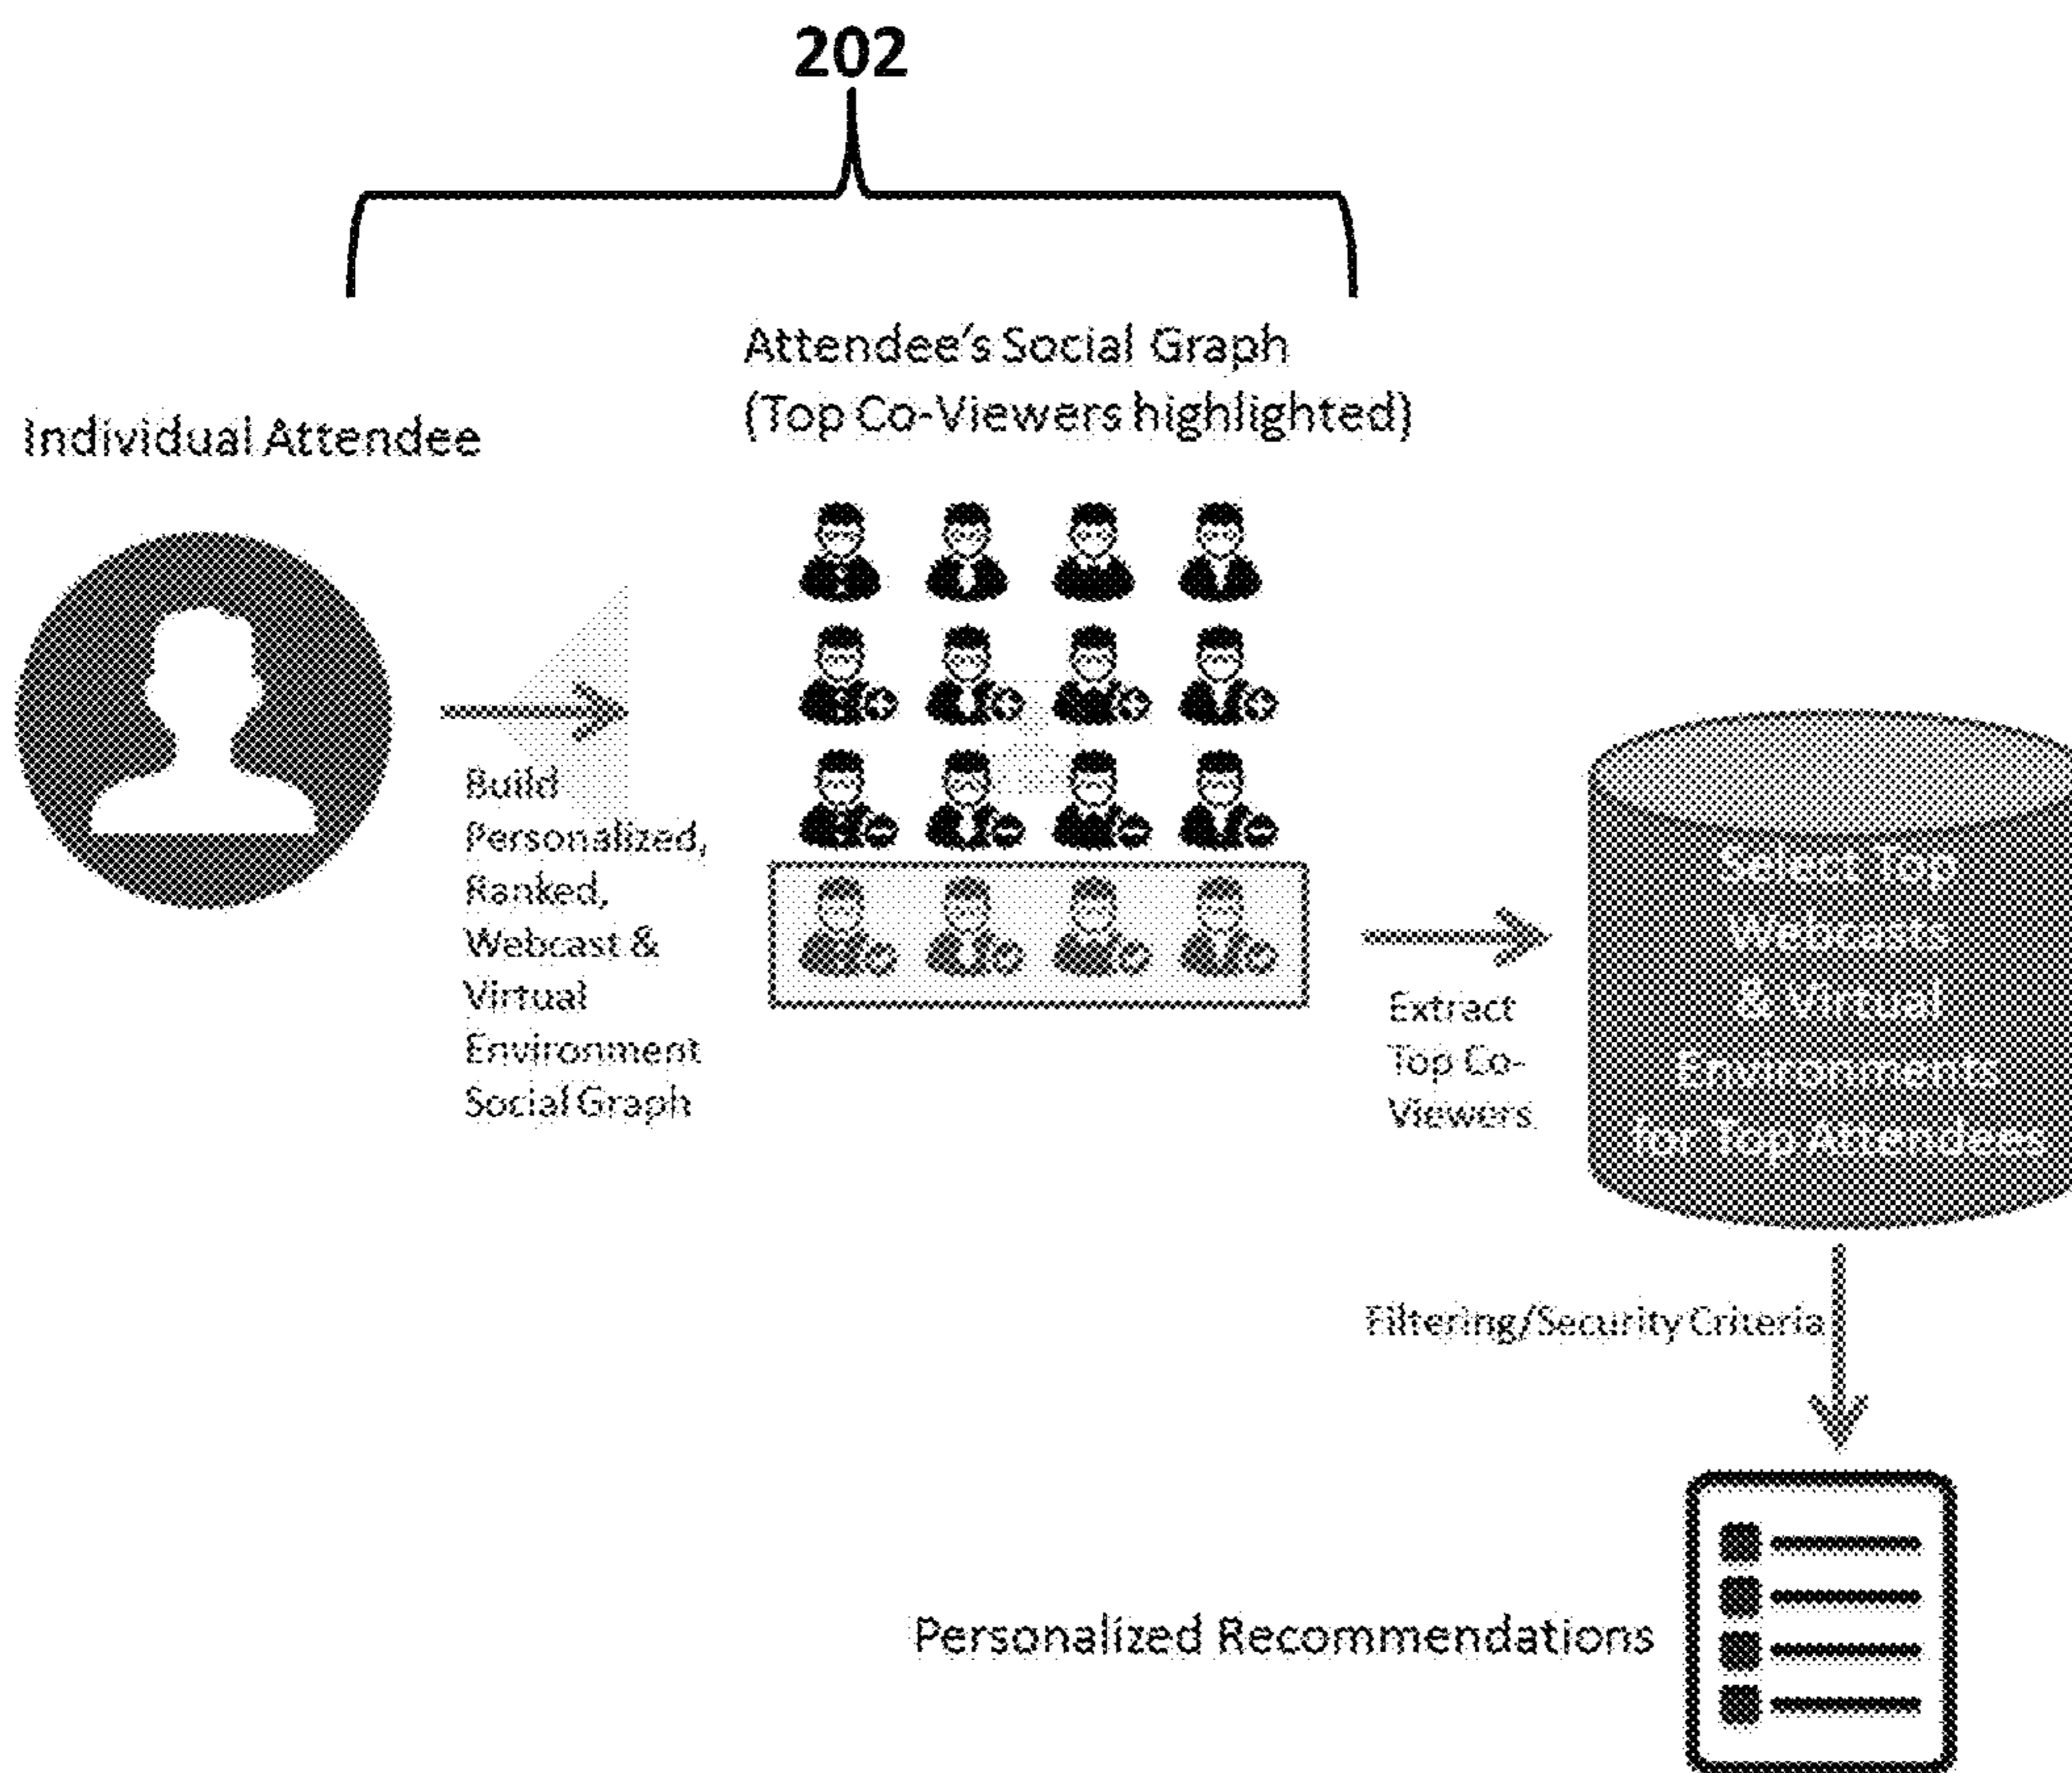 202
Attendee's Social Graph
(Top Co-Viewers highlighted)
Individual Attendee
Build
Personalized,
Ranked,
Webcast &
Virtual
Environment
Social Graph
Extract
Top Co-
Viewers
Select Top
Webcasts
& Virtual
Environments
for Top Attendees
Filtering/Security Criteria
Personalized Recommendations